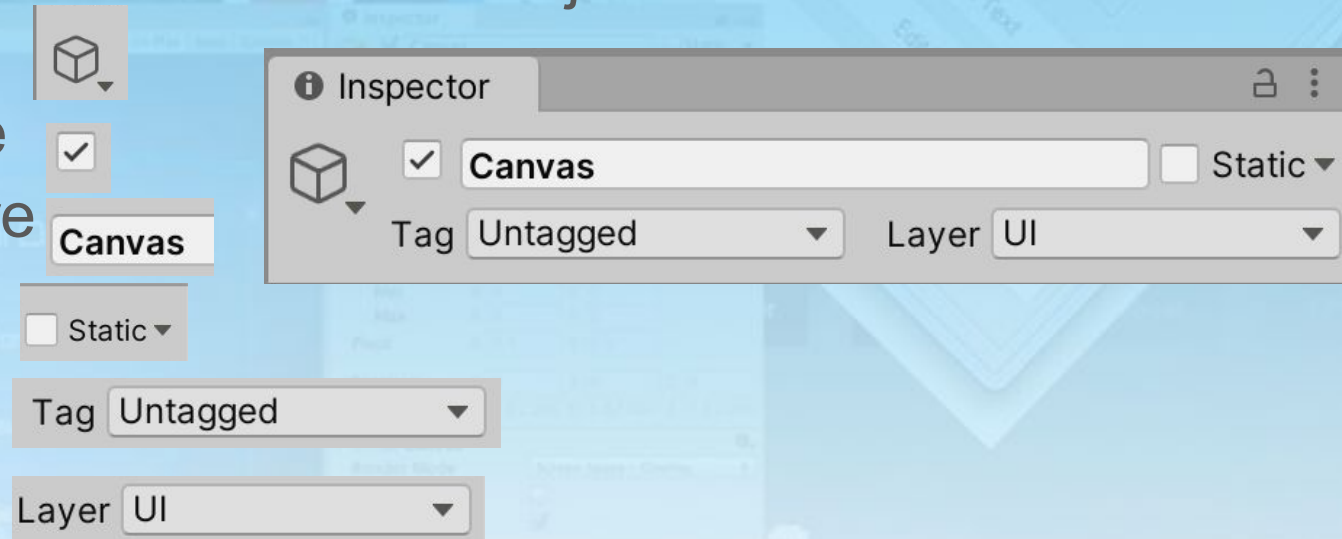 Inspector
Canvas
Static
Tag Untagged
Layer UI
Canvas
Static
Tag Untagged
Layer UI